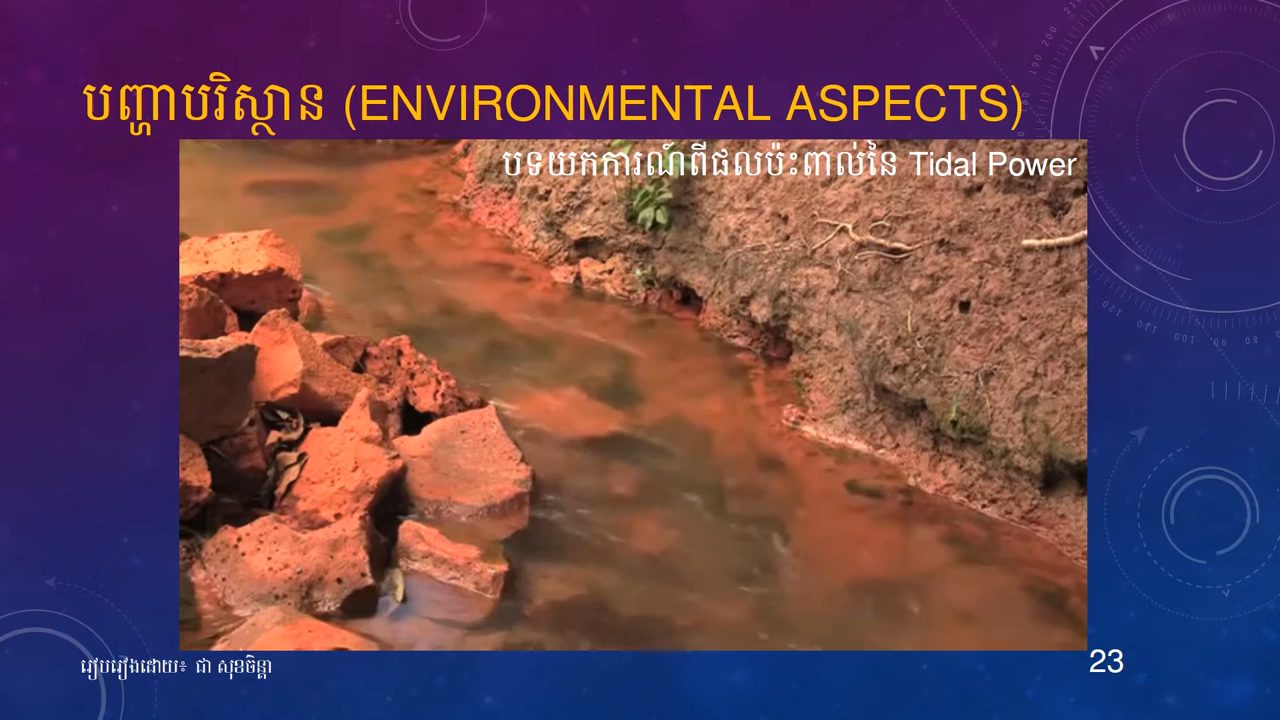 បញ្ហាបរិស្ថាន (ENVIRONMENTAL ASPECTS)
បទយកការណ៍ពីផលប៉ះពាល់នៃ Tidal Power
រៀបរៀងដោយ៖ ជា សុខចិន្តា
23